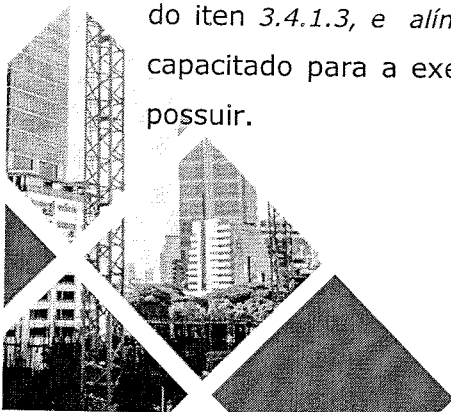 do iten 3.4.1.3, e alín
capacitado para a exe
possuir.